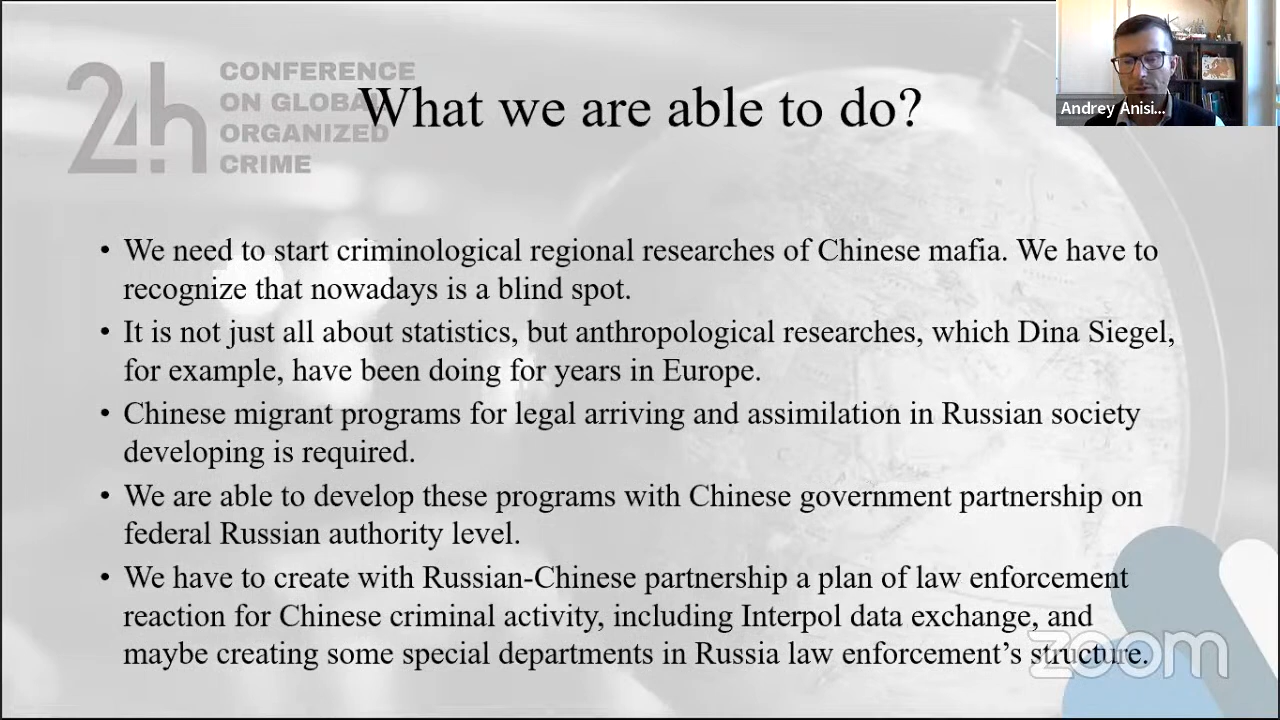 24h
CONFERENCE
ON GLOBAL
ORGANIZED
CRIME
What we are able to do?
Andrey Anisi...
• We need to start criminological regional researches of Chinese mafia. We have to
recognize that nowadays is a blind spot.
• It is not just all about statistics, but anthropological researches, which Dina Siegel,
for example, have been doing for years in Europe.
• Chinese migrant programs for legal arriving and assimilation in Russian society
developing is required.
• We are able to develop these programs with Chinese government partnership on
federal Russian authority level.
• We have to create with Russian-Chinese partnership a plan of law enforcement
reaction for Chinese criminal activity, including Interpol data exchange, and
maybe creating some special departments in Russia law enforcement’s structure.
zoom